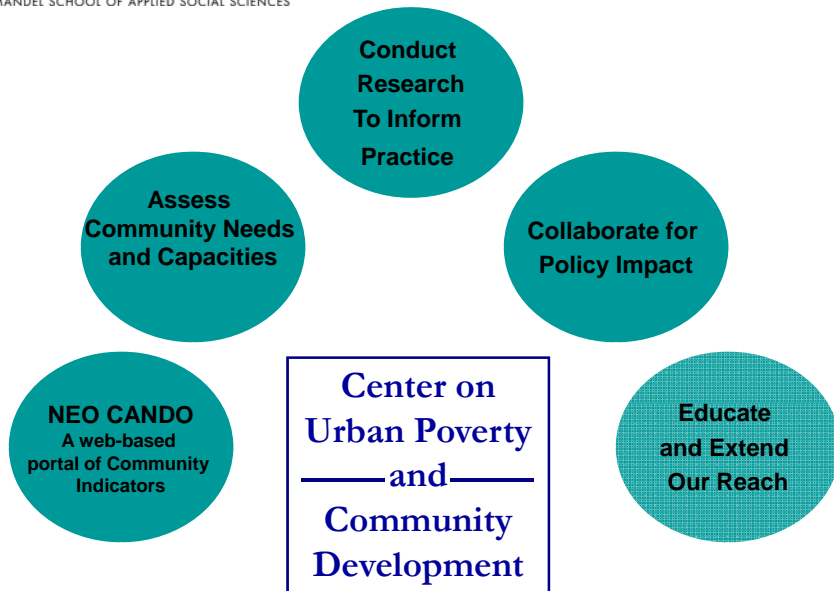 MANDEL SCHOOL OF APPLIED SOCIAL SCIENCES
Conduct
Research
To Inform
Practice
Assess
Community Needs
and Capacities
Collaborate for
Policy Impact
NEO CANDO
A web-based
portal of Community
Indicators
Center on
Urban Poverty
and
Community
Development
Educate
and Extend
Our Reach